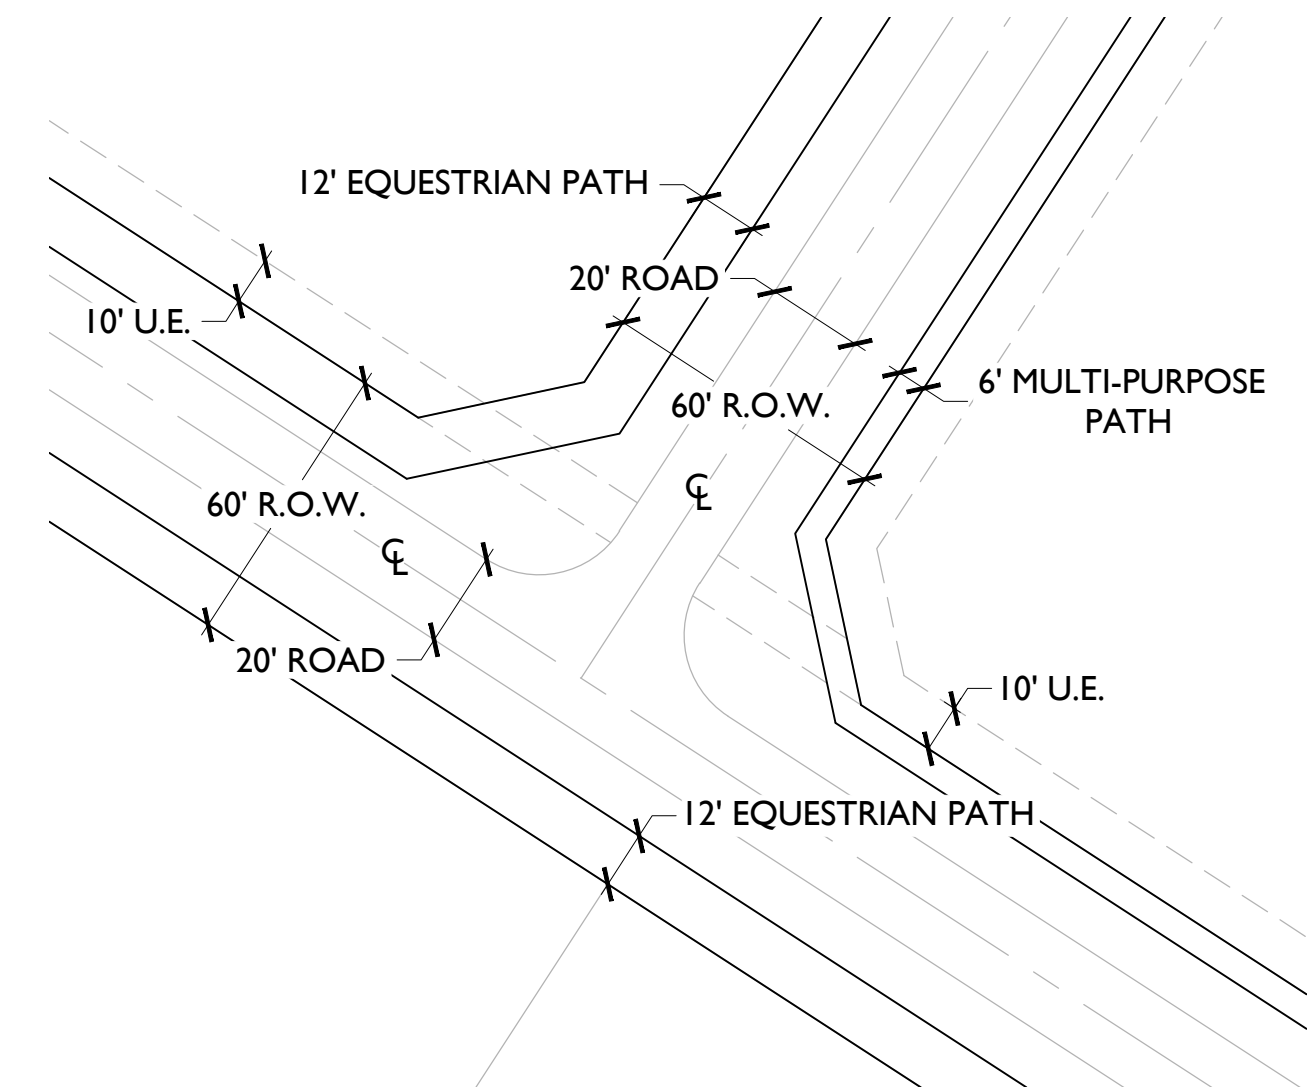 12' EQUESTRIAN PATH
20' ROAD
10' U.E.
6' MULTI-PURPOSE
PATH
60' R.O.W.
℄
60' R.O.W.
℄
20' ROAD
10' U.E.
12' EQUESTRIAN PATH